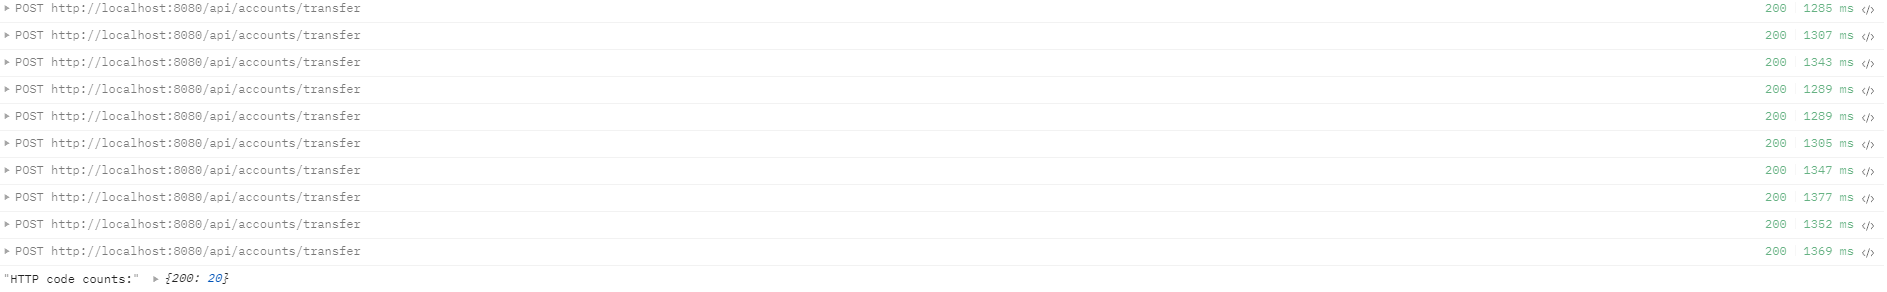 POST http://localhost:8080/api/accounts/transfer 200 1285 ms </>
POST http://localhost:8080/api/accounts/transfer 200 1307 ms </>
POST http://localhost:8080/api/accounts/transfer 200 1343 ms </>
POST http://localhost:8080/api/accounts/transfer 200 1289 ms </>
POST http://localhost:8080/api/accounts/transfer 200 1289 ms </>
POST http://localhost:8080/api/accounts/transfer 200 1305 ms </>
POST http://localhost:8080/api/accounts/transfer 200 1347 ms </>
POST http://localhost:8080/api/accounts/transfer 200 1377 ms </>
POST http://localhost:8080/api/accounts/transfer 200 1352 ms </>
POST http://localhost:8080/api/accounts/transfer 200 1369 ms </>
"HTTP code counts:" {200: 20}